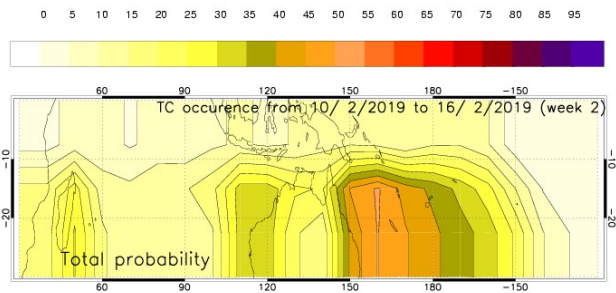 0 5 10 15 20 25 30 35 40 45 50 55 60 65 70 75 80 85 90 95
60 90 120 150 180 -150
TC occurence from 10/ 2/2019 to 16/ 2/2019 (week 2)
-10 -10
-20 -20
Total probability
60 90 120 150 180 -150